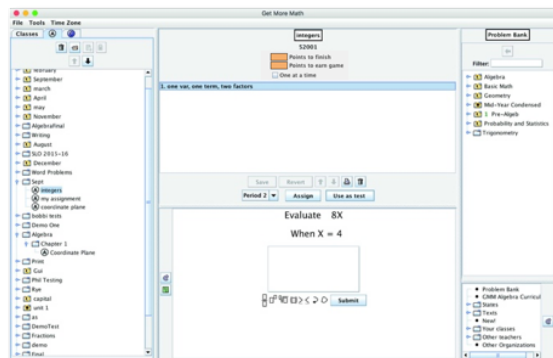 Get More Math
File Tools Time Zone
Classes
February
September
march
April
may
November
AlgebraFinal
Writing
August
SLO 2015-16
December
Word Problems
Sept
integers
my assignment
coordinate plane
bobbi tests
Demo One
Algebra
Chapter 1
Coordinate Plane
Print
Gui
Phil Testing
Rye
capital
unit 1
as
DemoTest
Fractions
demo
Final
integers
52001
Points to finish
Points to earn game
One at a time
1. one var, one term, two factors
Save Revert
Period 2 Assign Use as test
Evaluate 8X
When X = 4
Submit
Problem Bank
Filter:
Algebra
Basic Math
Geometry
Mid-Year Condensed
Pre-Algeb
Probability and Statistics
Trigonometry
Problem Bank
GMM Algebra Curricul
States
Texts
New!
Your classes
Other teachers
Other Organizations